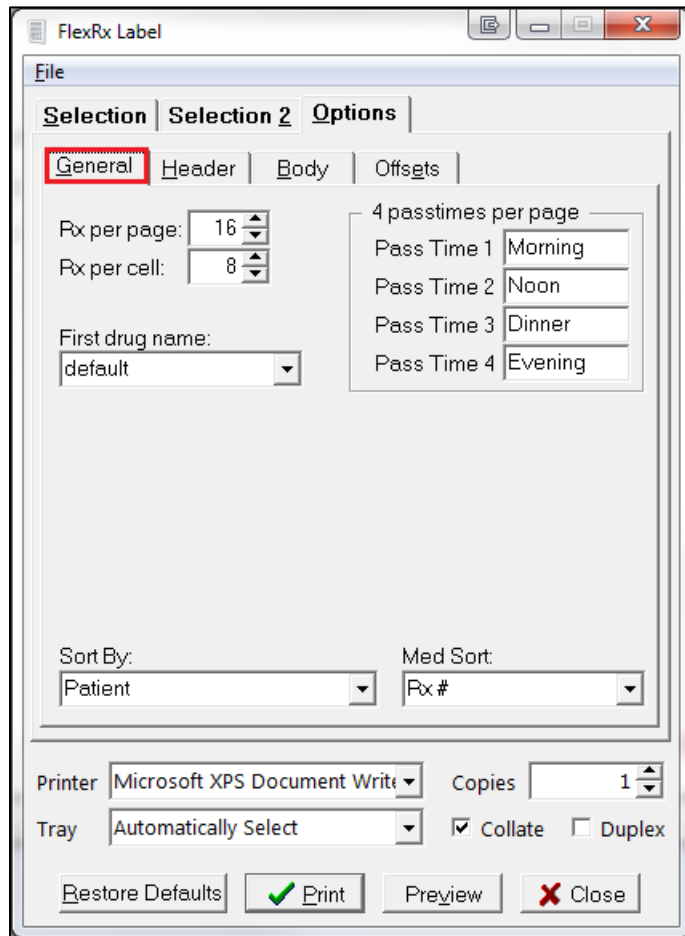 FlexRx Label
File
Selection Selection 2 Options
General Header Body Offsets
Rx per page: 16
Rx per cell: 8
First drug name:
default
4 passtimes per page
Pass Time 1 Morning
Pass Time 2 Noon
Pass Time 3 Dinner
Pass Time 4 Evening
Sort By: Med Sort:
Patient Rx #
Printer Microsoft XPS Document Write Copies 1
Tray Automatically Select Collate Duplex
Restore Defaults Print Preview Close